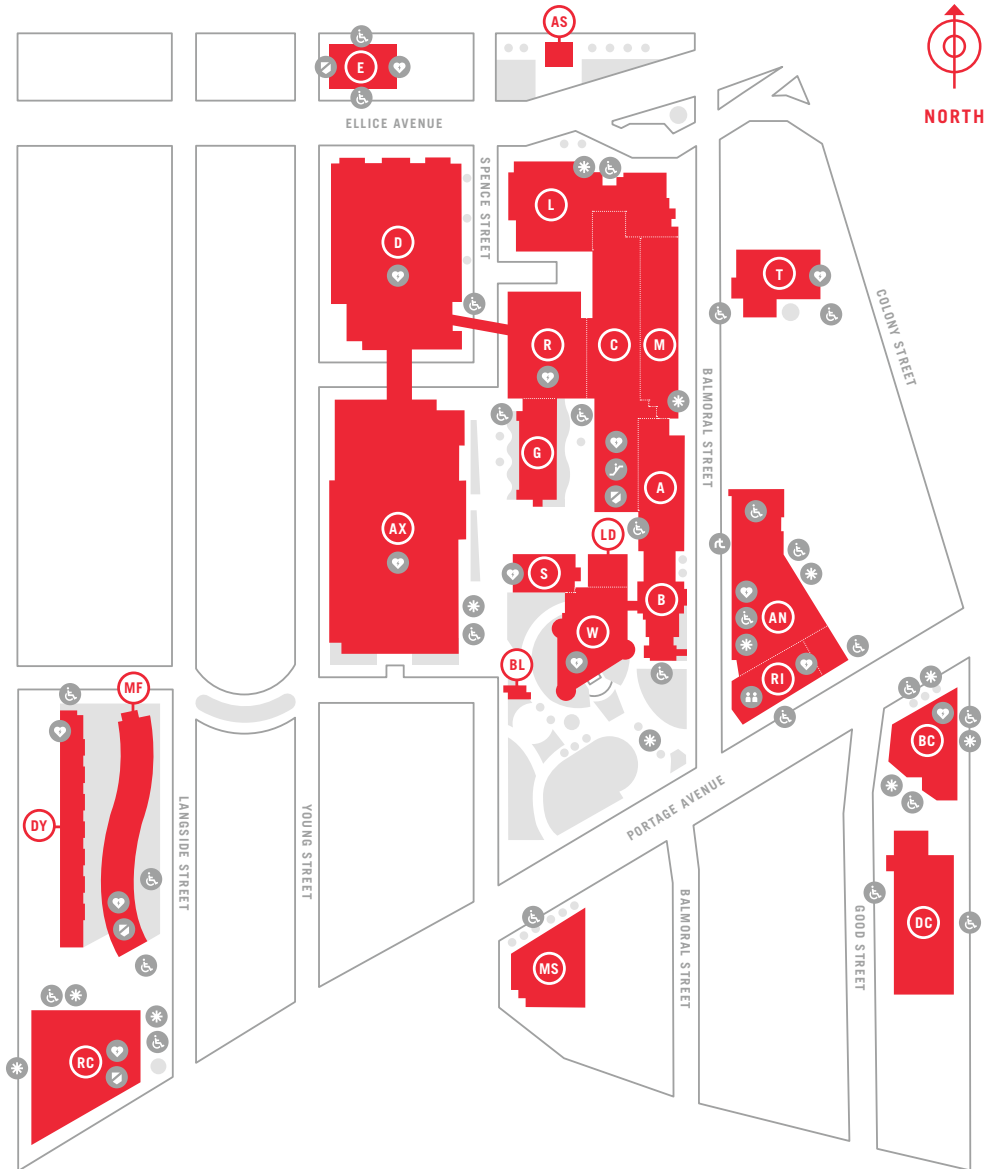 AS
E
NORTH
ELLICE AVENUE
SPENCE STREET
L
D
T
COLONY STREET
R
C
M
BALMORAL STREET
G
A
AX
LD
S
B
W
AN
BL
RI
MF
BC
DY
LANGSIDE STREET
YOUNG STREET
PORTAGE AVENUE
BALMORAL STREET
GOOD STREET
DC
MS
RC